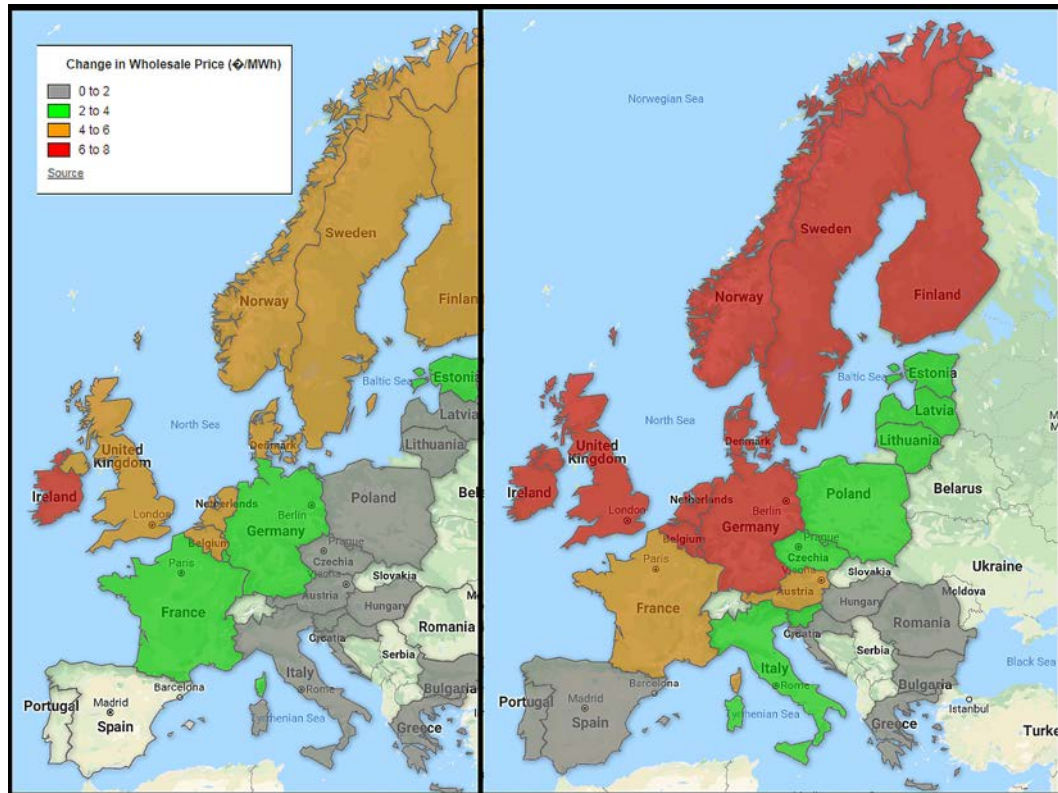 Change in Wholesale Price (�/MWh)
0 to 2
2 to 4
4 to 6
6 to 8
Source
Sweden
Norway
Finland
Baltic Sea
Estonia
Latvia
Lithuania
North Sea
Denmark
United
Kingdom
Ireland
London
Netherlands
Belgium
Berlin
Germany
Poland
Prague
Czechia
Vienna
Slovakia
Austria
Hungary
Paris
France
Romania
Croatia
Serbia
Italy
Rome
Bulgaria
Barcelona
Portugal
Madrid
Spain
Tyrrhenian Sea
Greece
Norwegian Sea
Sweden
Norway
Finland
Baltic Sea
Estonia
Latvia
Lithuania
North Sea
Denmark
United
Kingdom
Ireland
London
Netherlands
Belgium
Berlin
Germany
Poland
Belarus
Prague
Czechia
Vienna
Slovakia
Ukraine
Austria
Hungary
Moldova
Paris
France
Romania
Croatia
Serbia
Italy
Rome
Black Sea
Bulgaria
Barcelona
Istanbul
Portugal
Madrid
Spain
Tyrrhenian Sea
Greece